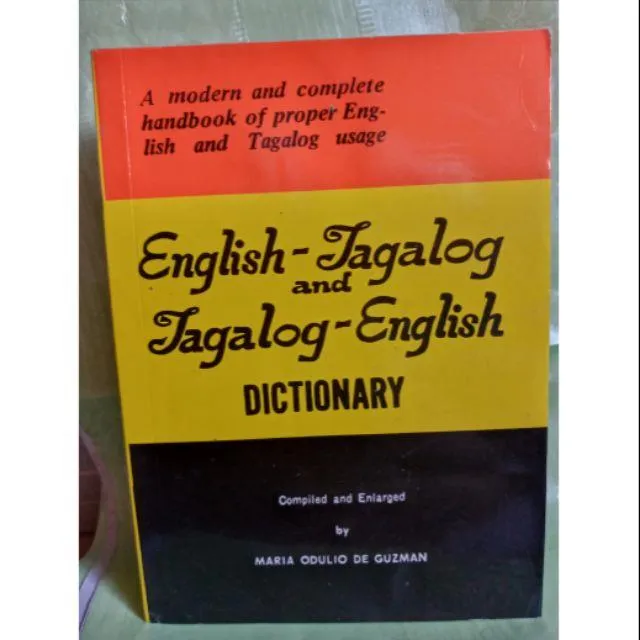 A modern and complete
handbook of proper Eng-
lish and Tagalog usage
English-Tagalog
and
Tagalog-English
DICTIONARY
Compiled and Enlarged
by
MARIA ODULIO DE GUZMAN